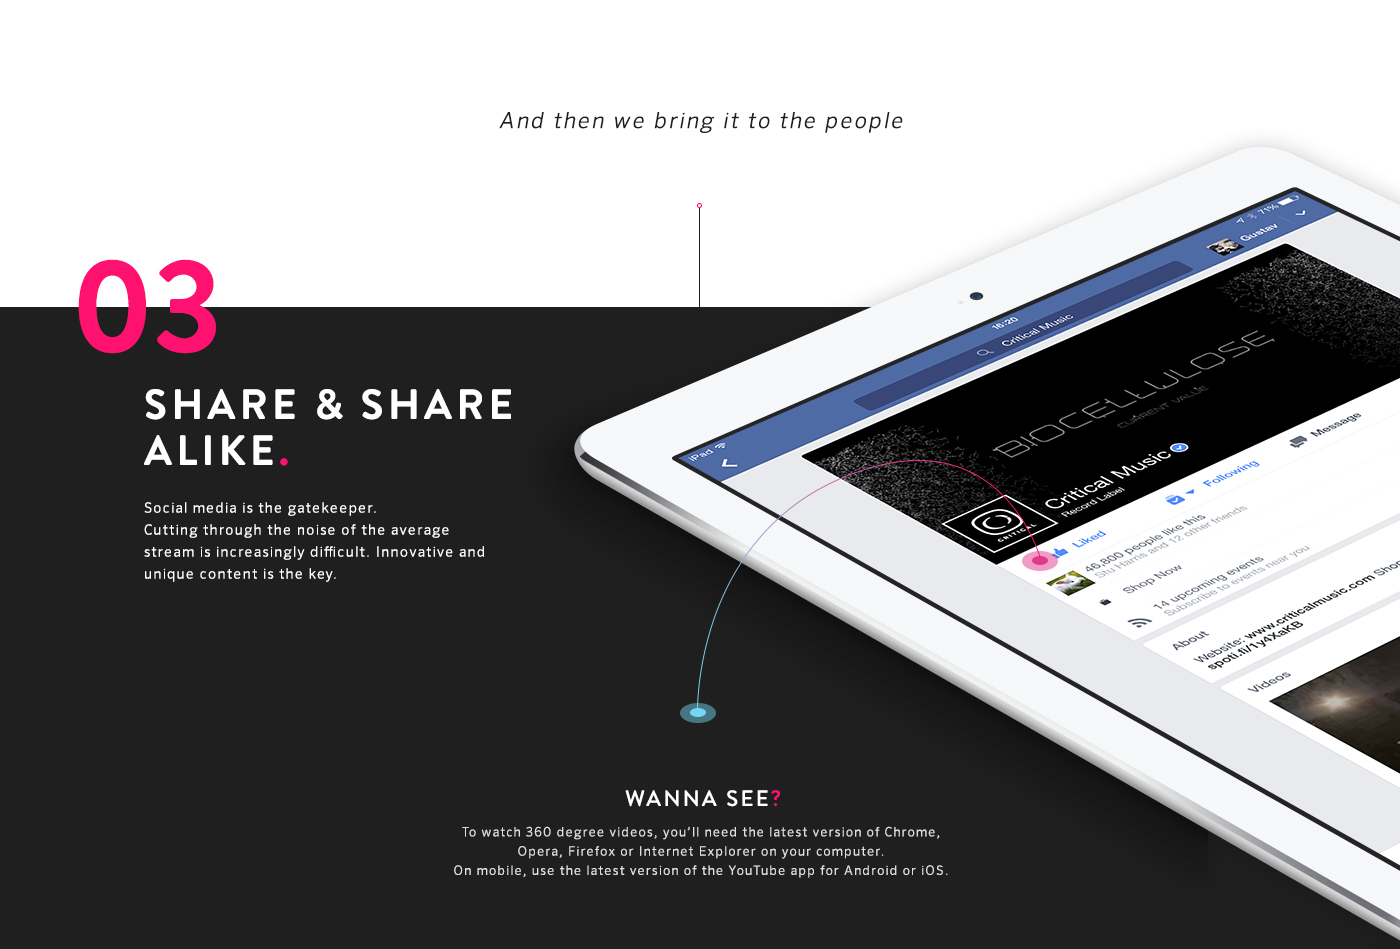 And then we bring it to the people
03
SHARE & SHARE
ALIKE.
Social media is the gatekeeper.
Cutting through the noise of the average
stream is increasingly difficult. Innovative and
unique content is the key.
iPad
16:20
71%
Critical Music
Gustav
BIOCELLULOSE
CURRENT VALUE
CRITICAL
Critical Music
Record Label
Liked
Following
Message
46,800 people like this
Stu Harris and 12 other friends
Shop Now
14 upcoming events
Subscribe to events near you
About
Website: www.criticalmusic.com Shop
spoti.fi/1y4XaKB
Videos
WANNA SEE?
To watch 360 degree videos, you'll need the latest version of Chrome,
Opera, Firefox or Internet Explorer on your computer.
On mobile, use the latest version of the YouTube app for Android or iOS.